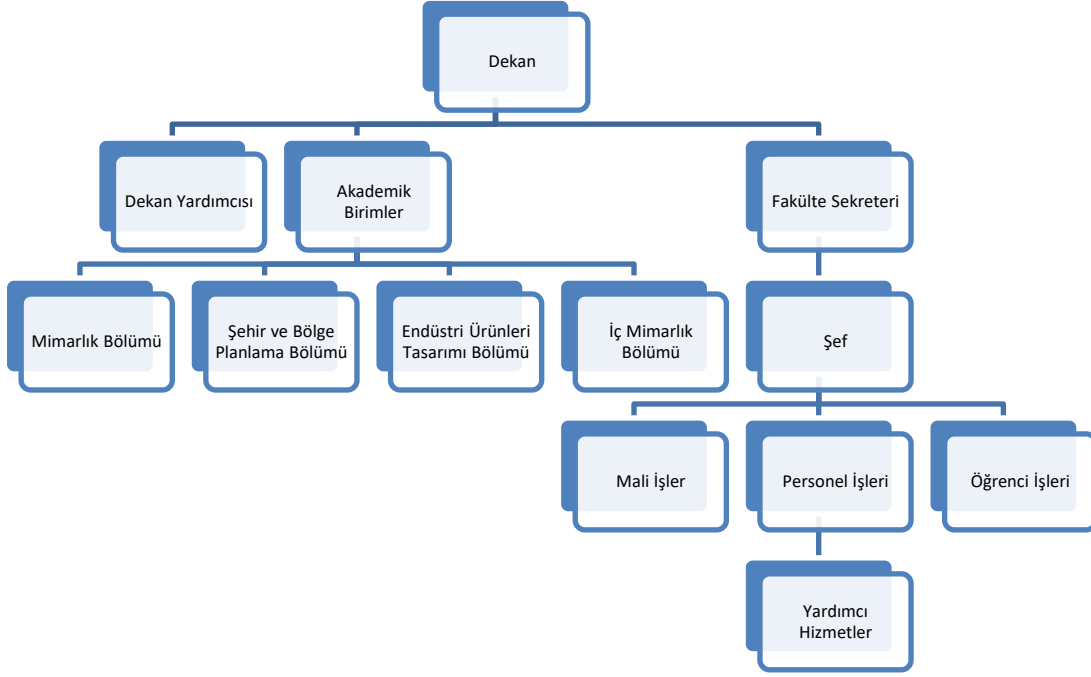 Dekan
Dekan Yardımcısı
Akademik
Birimler
Fakülte Sekreteri
Mimarlık Bölümü
Şehir ve Bölge
Planlama Bölümü
Endüstri Ürünleri
Tasarımı Bölümü
İç Mimarlık
Bölümü
Şef
Mali İşler
Personel İşleri
Öğrenci İşleri
Yardımcı
Hizmetler